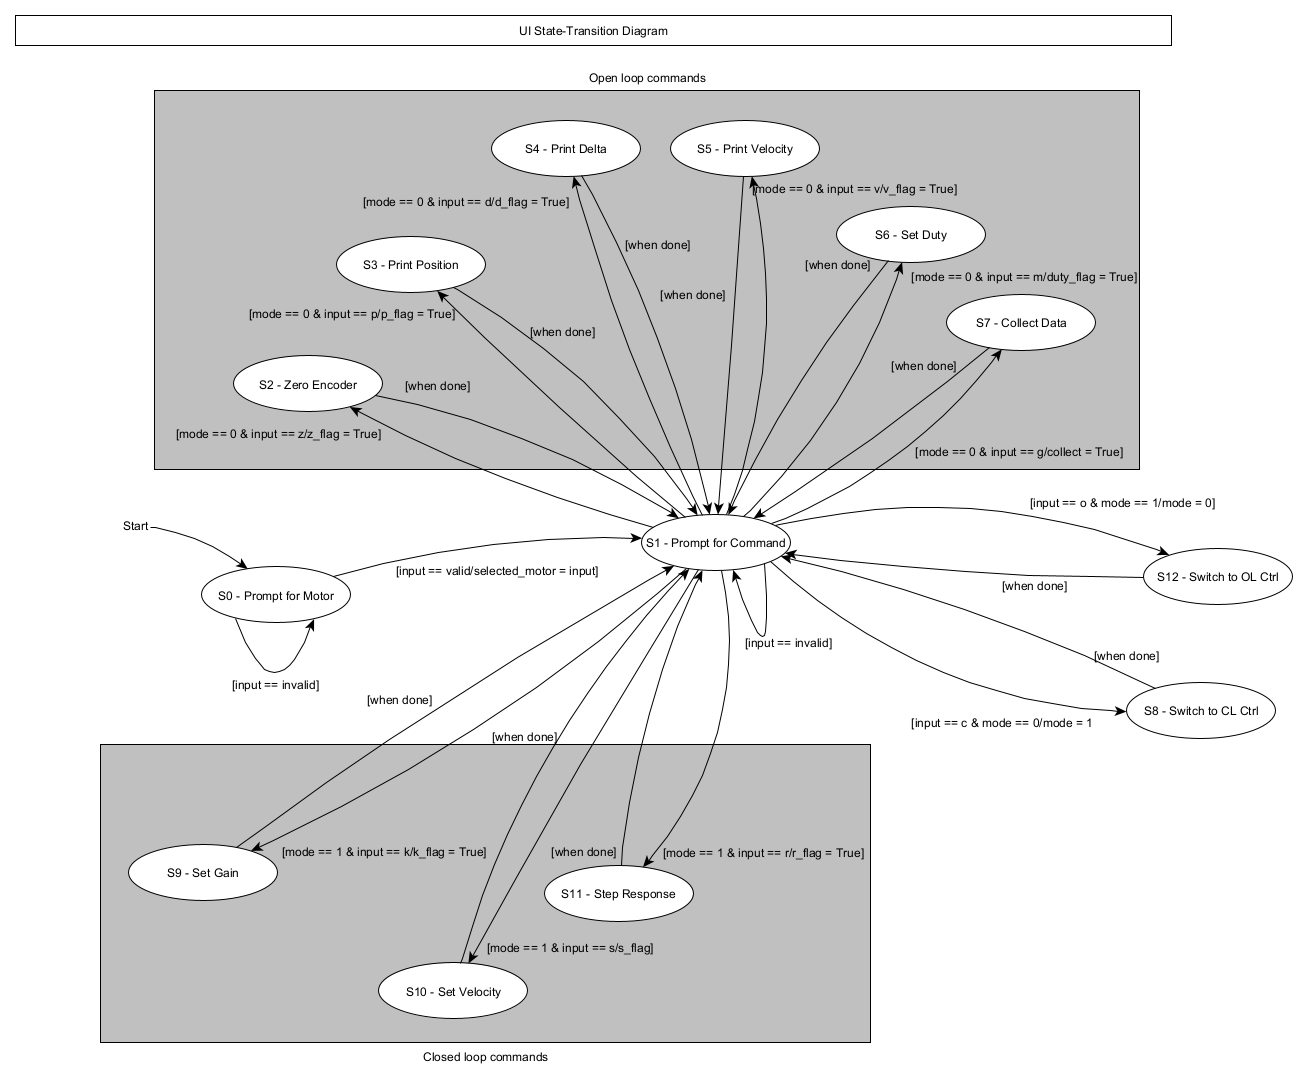 UI State-Transition Diagram
Open loop commands
S4 - Print Delta
S5 - Print Velocity
[mode == 0 & input == d/d_flag = True]
[mode == 0 & input == v/v_flag = True]
S6 - Set Duty
[when done]
S3 - Print Position
[when done]
[mode == 0 & input == m/duty_flag = True]
[when done]
[mode == 0 & input == p/p_flag = True]
S7 - Collect Data
[when done]
[when done]
S2 - Zero Encoder
[when done]
[mode == 0 & input == z/z_flag = True]
[mode == 0 & input == g/collect = True]
[input == o & mode == 1/mode = 0]
Start
S1 - Prompt for Command
[input == valid/selected_motor = input]
S12 - Switch to OL Ctrl
[when done]
S0 - Prompt for Motor
[input == invalid]
[when done]
[input == invalid]
[when done]
S8 - Switch to CL Ctrl
[input == c & mode == 0/mode = 1
[when done]
[mode == 1 & input == k/k_flag = True]
[when done]
[mode == 1 & input == r/r_flag = True]
S9 - Set Gain
S11 - Step Response
[mode == 1 & input == s/s_flag]
S10 - Set Velocity
Closed loop commands